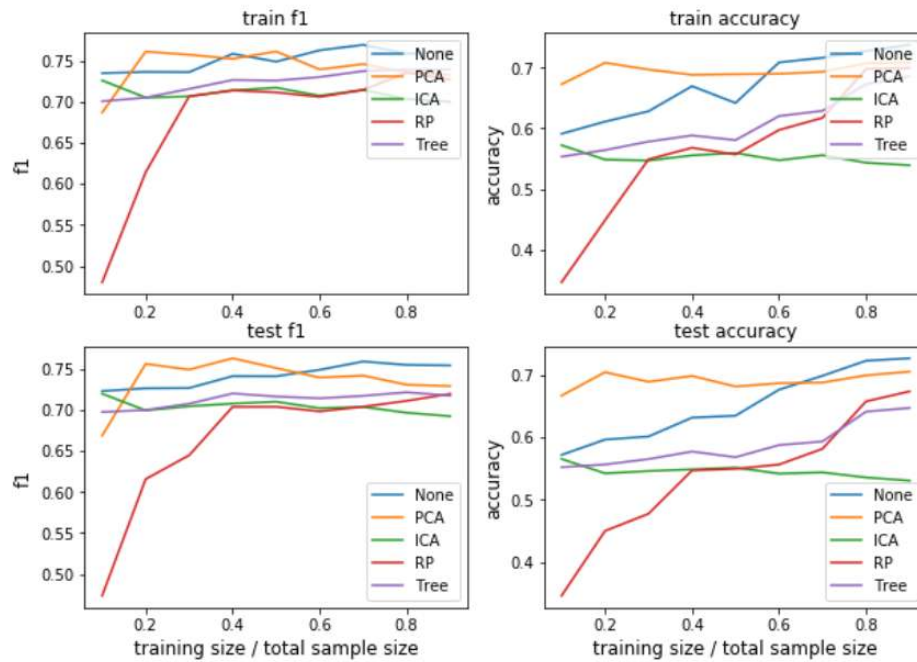 train f1
train accuracy
0.75
0.70
0.65
0.60
0.55
0.50
f1
None
PCA
ICA
RP
Tree
0.2
0.4
0.6
0.8
0.7
0.6
0.5
0.4
accuracy
None
PCA
ICA
RP
Tree
0.2
0.4
0.6
0.8
test f1
test accuracy
0.75
0.70
0.65
0.60
0.55
0.50
f1
None
PCA
ICA
RP
Tree
0.2
0.4
0.6
0.8
training size / total sample size
0.7
0.6
0.5
0.4
accuracy
None
PCA
ICA
RP
Tree
0.2
0.4
0.6
0.8
training size / total sample size